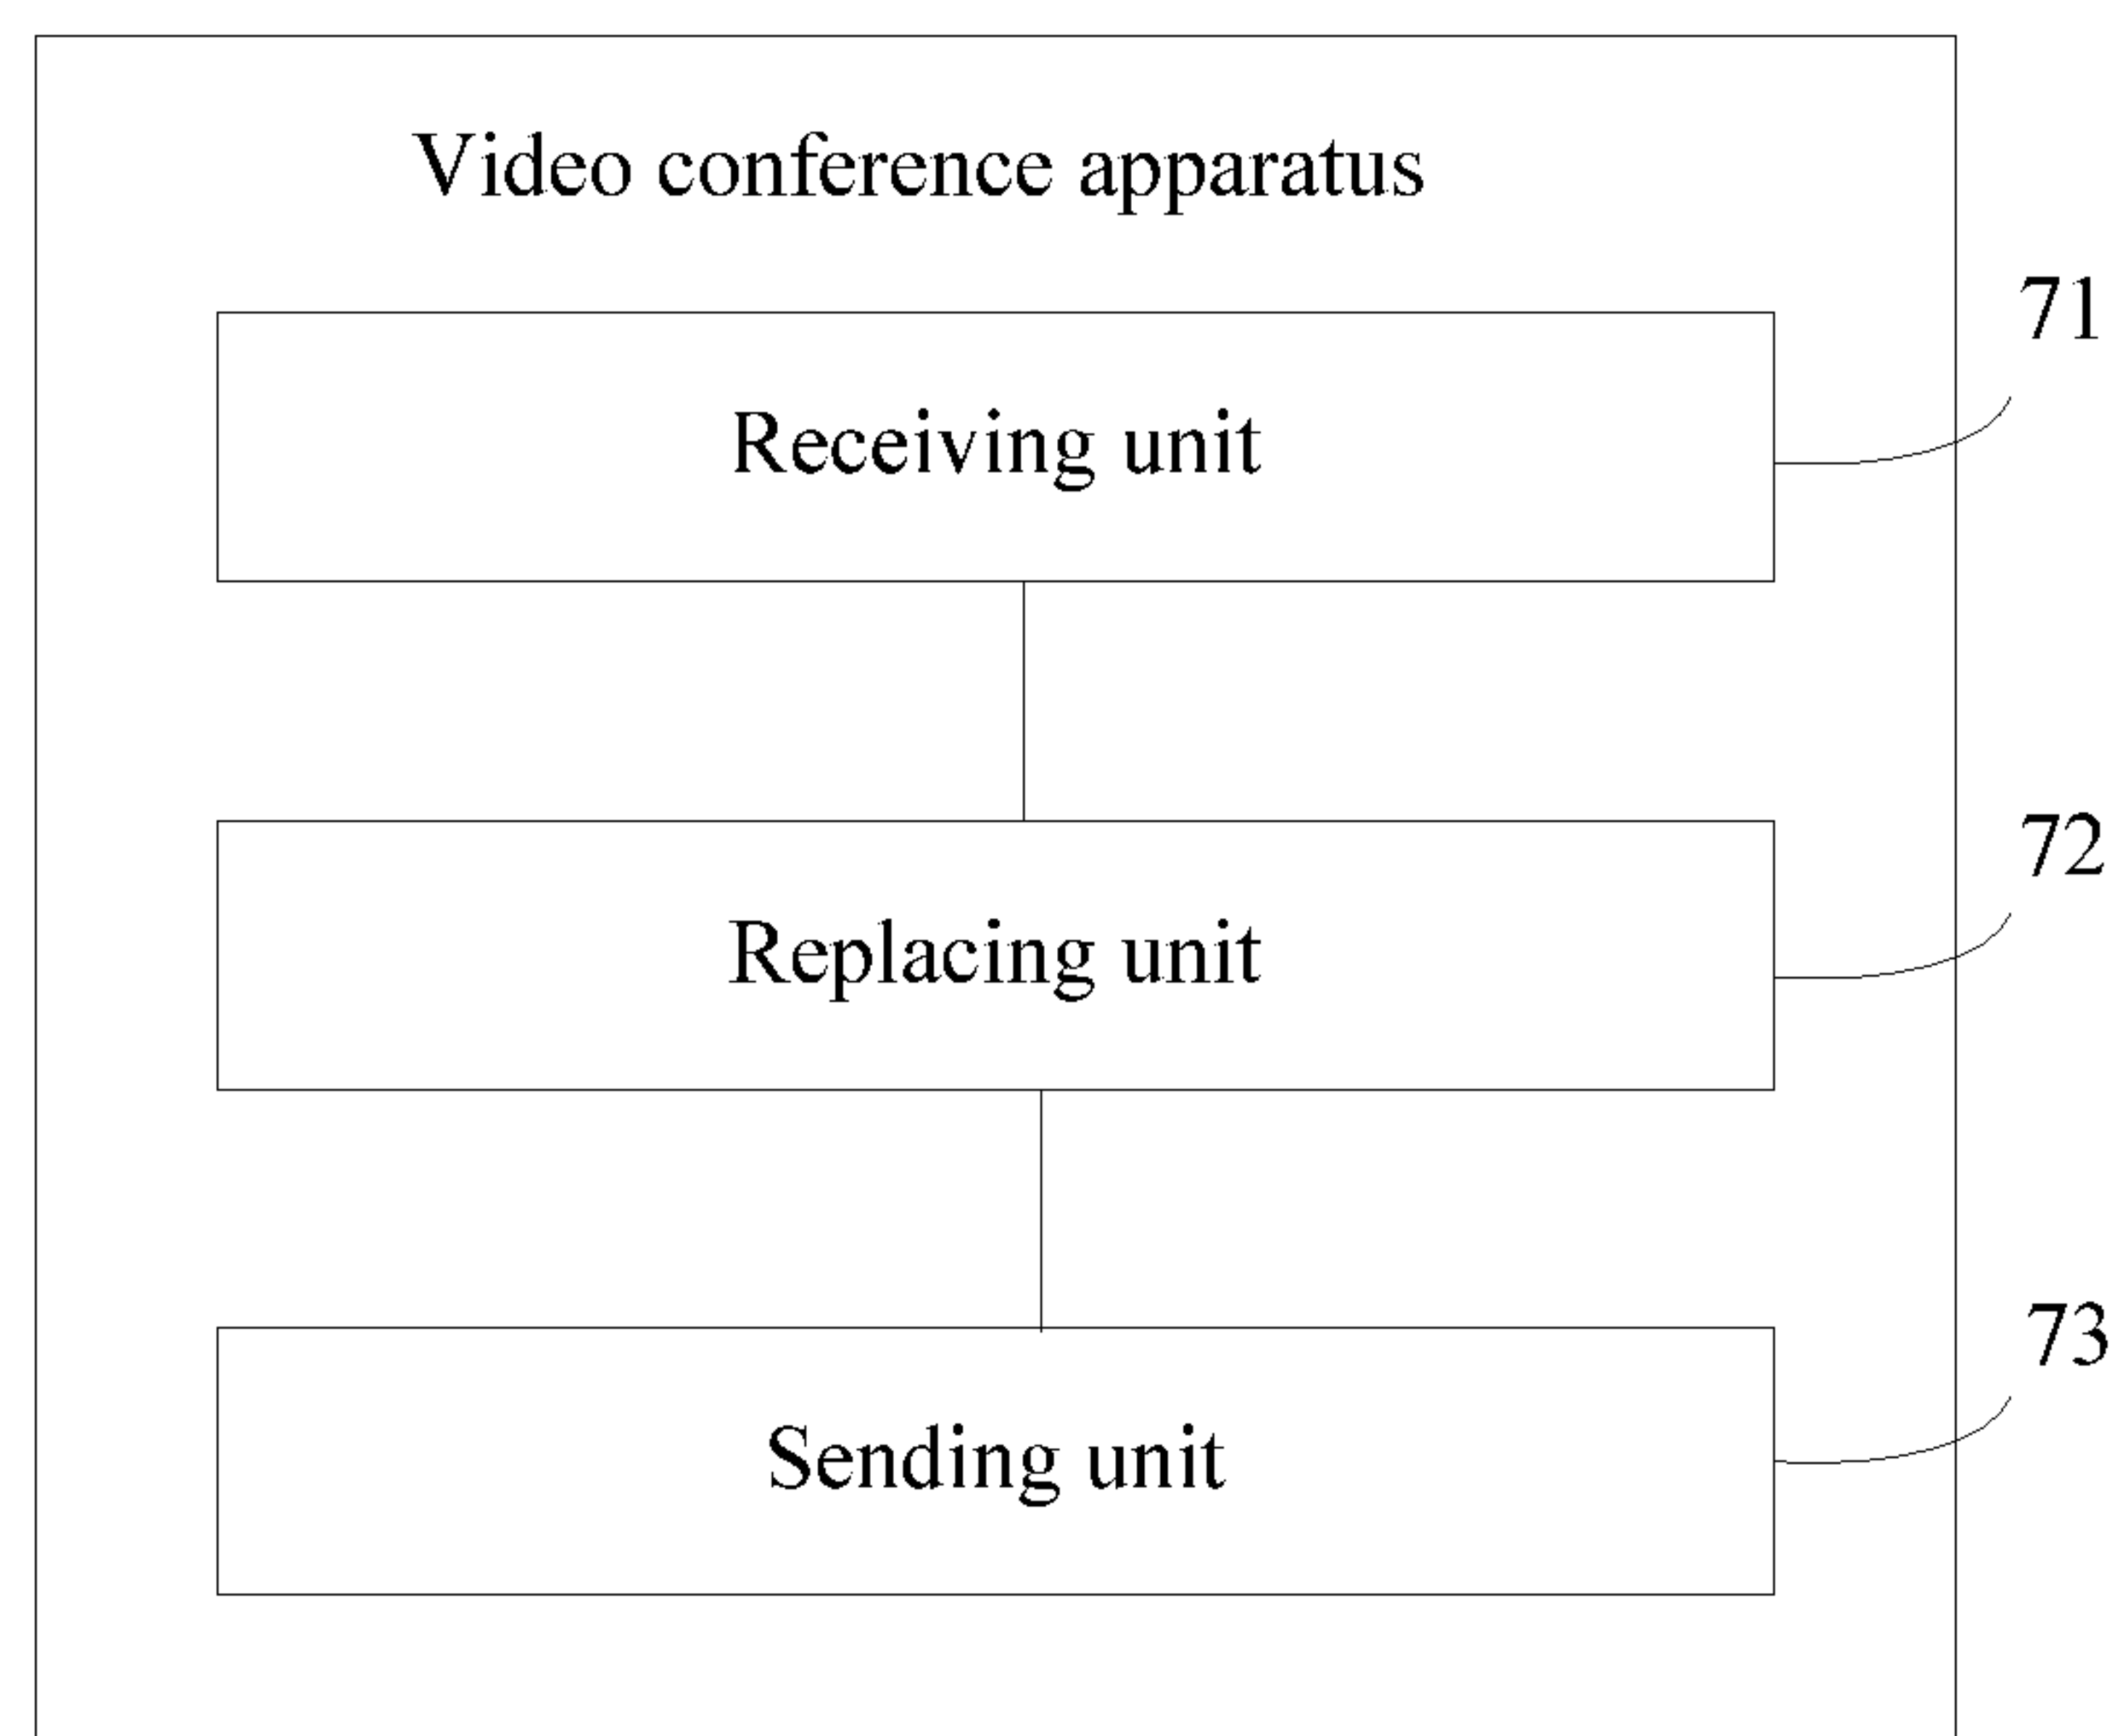 Video conference apparatus
71
Receiving unit
72
Replacing unit
73
Sending unit